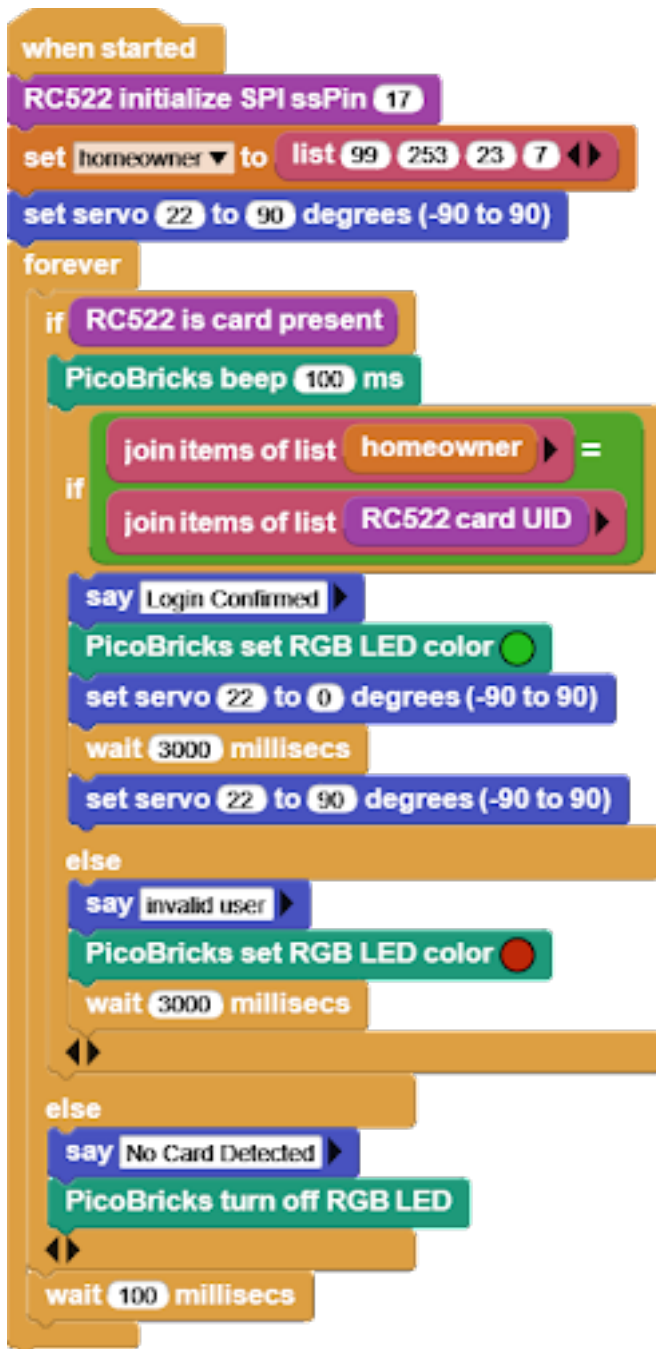 when started
RC522 initialize SPI ssPin 17
set homeowner to list 99 253 23 7
set servo 22 to 90 degrees (-90 to 90)
forever
if RC522 is card present
PicoBricks beep 100 ms
join items of list homeowner =
if
join items of list RC522 card UID
say Login Confirmed
PicoBricks set RGB LED color
set servo 22 to 0 degrees (-90 to 90)
wait 3000 millisecs
set servo 22 to 90 degrees (-90 to 90)
else
say invalid user
PicoBricks set RGB LED color
wait 3000 millisecs
else
say No Card Detected
PicoBricks turn off RGB LED
wait 100 millisecs